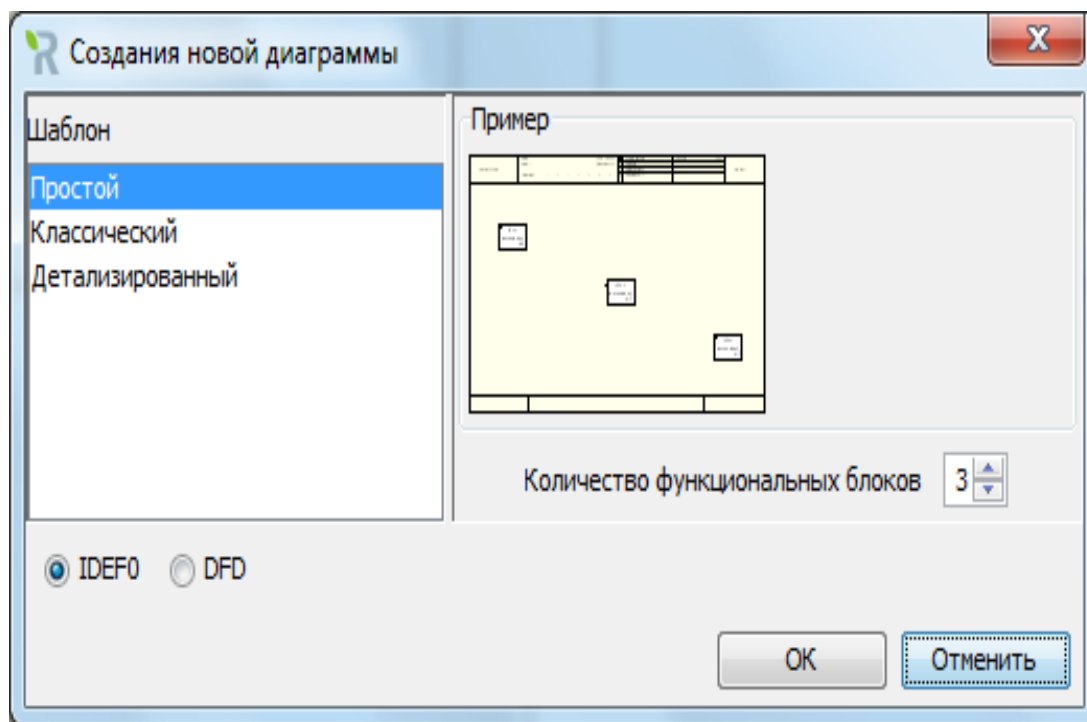 Создания новой диаграммы
Шаблон
Простой
Классический
Детализированный
Пример
Количество функциональных блоков 3
IDEF0 DFD
OK Отменить